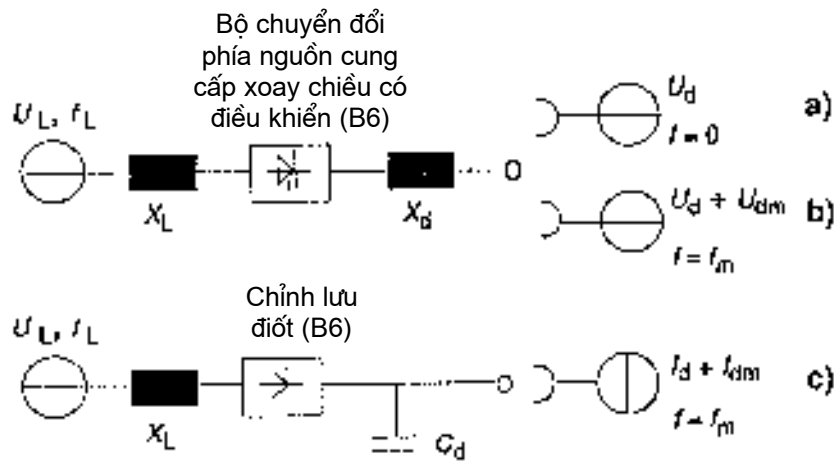 Bộ chuyển đổi
phía nguồn cung
cấp xoay chiều có
điều khiển (B6)
U_L, f_L
X_L
X_d
U_d
f = 0
a)
U_d + U_dm
f = f_m
b)
Chỉnh lưu
điốt (B6)
U_L, f_L
X_L
C_d
I_d + I_dm
f = f_m
c)